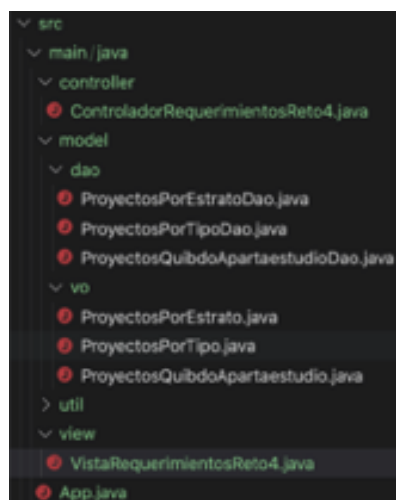 src
main/java
controller
ControladorRequerimientosReto4.java
model
dao
ProyectosPorEstratoDao.java
ProyectosPorTipoDao.java
ProyectosQuibdoApartaestudioDao.java
vo
ProyectosPorEstrato.java
ProyectosPorTipo.java
ProyectosQuibdoApartaestudio.java
util
view
VistaRequerimientosReto4.java
App.java